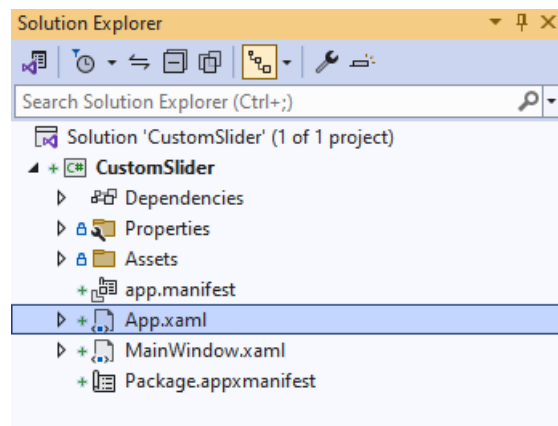 Solution Explorer
Search Solution Explorer (Ctrl+;)
Solution 'CustomSlider' (1 of 1 project)
C# CustomSlider
Dependencies
Properties
Assets
app.manifest
App.xaml
MainWindow.xaml
Package.appxmanifest